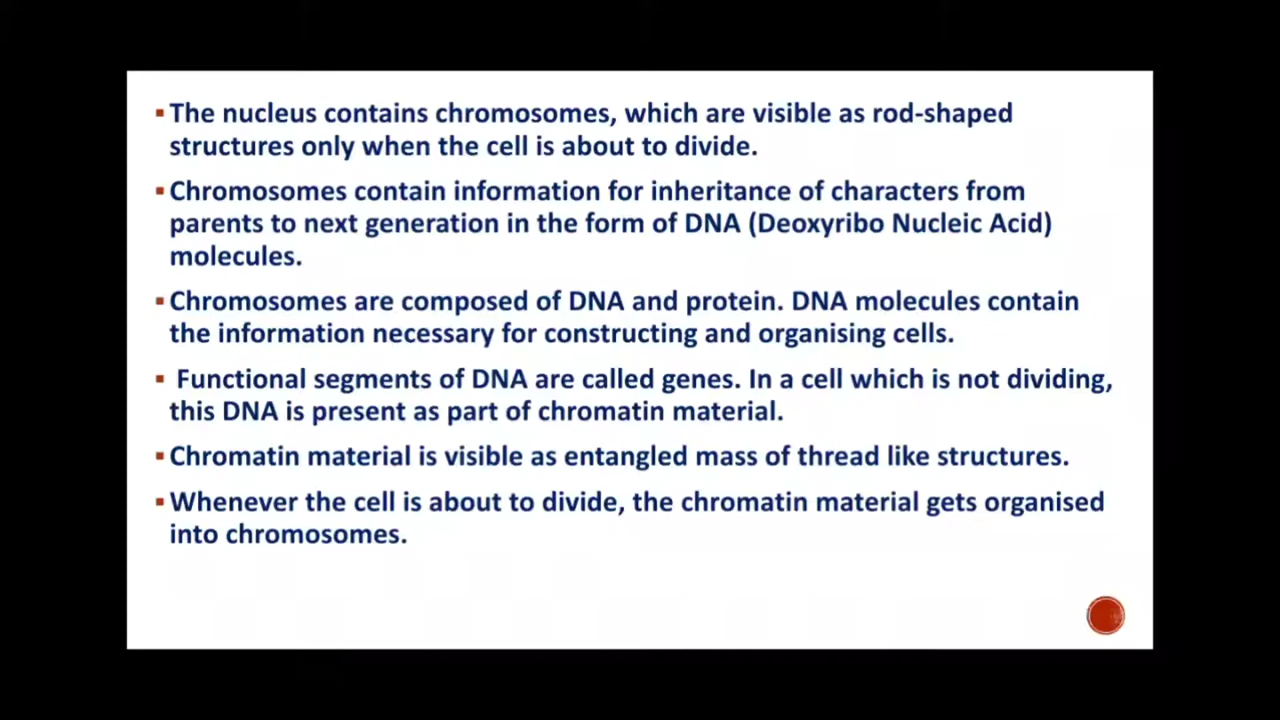 ▪The nucleus contains chromosomes, which are visible as rod-shaped
structures only when the cell is about to divide.
▪Chromosomes contain information for inheritance of characters from
parents to next generation in the form of DNA (Deoxyribo Nucleic Acid)
molecules.
▪Chromosomes are composed of DNA and protein. DNA molecules contain
the information necessary for constructing and organising cells.
▪ Functional segments of DNA are called genes. In a cell which is not dividing,
this DNA is present as part of chromatin material.
▪Chromatin material is visible as entangled mass of thread like structures.
▪Whenever the cell is about to divide, the chromatin material gets organised
into chromosomes.